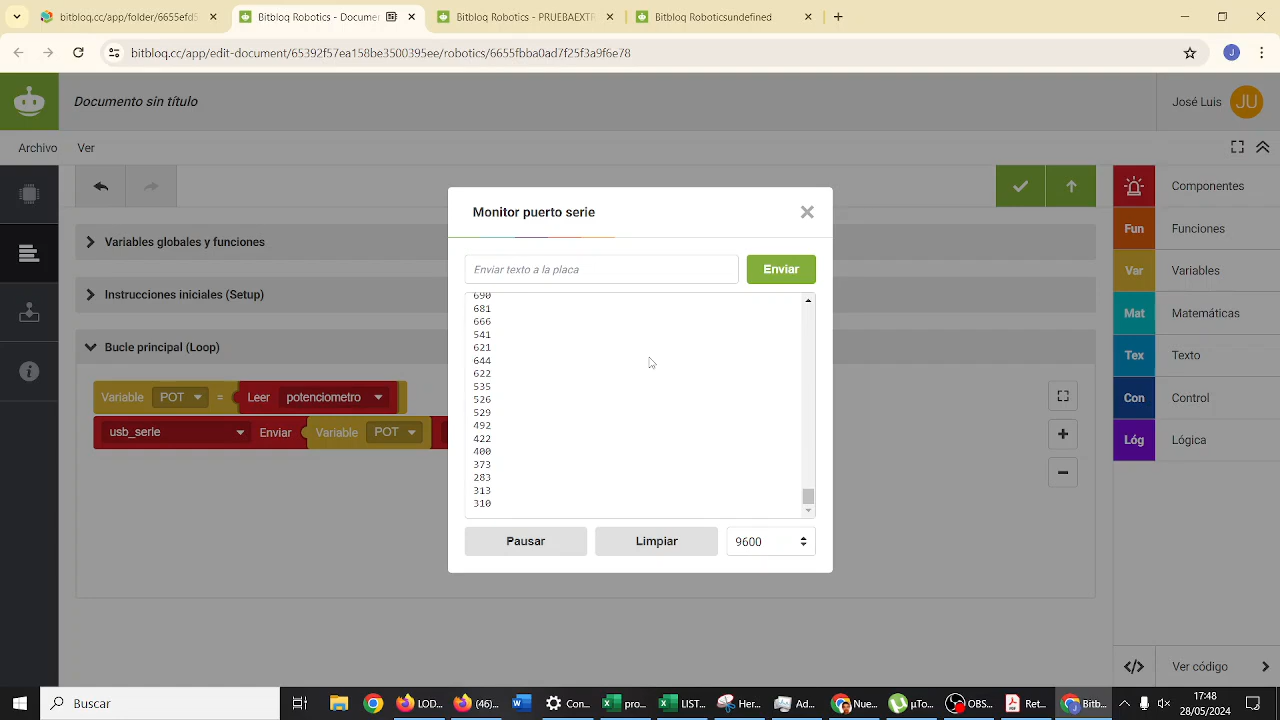 bitbloq.cc/app/folder/6655efd5
Bitbloq Robotics - Docume
Bitbloq Robotics - PRUEBAEXTR
Bitbloq Roboticsundefined
bitbloq.cc/app/edit-document/65392f57ea158be3500395ee/robotics/6655fbba0ad7f25f3a9f6e78
J
Documento sin título
José Luis
JU
Archivo
Ver
Componentes
Variables globales y funciones
Fun
Funciones
Instrucciones iniciales (Setup)
Var
Variables
Bucle principal (Loop)
Mat
Matemáticas
Tex
Texto
Variable POT = Leer potenciometro
Con
Control
usb_serie Enviar Variable POT
Lóg
Lógica
Monitor puerto serie
Enviar texto a la placa
Enviar
690
681
666
541
621
644
622
535
526
529
492
422
400
373
283
313
310
Pausar
Limpiar
9600
Ver código
Buscar
LOD...
(46)...
Con...
pro...
LIST...
Her...
Ad...
Nue...
µTo...
OBS...
Ret...
Bitb...
17:48
28/05/2024